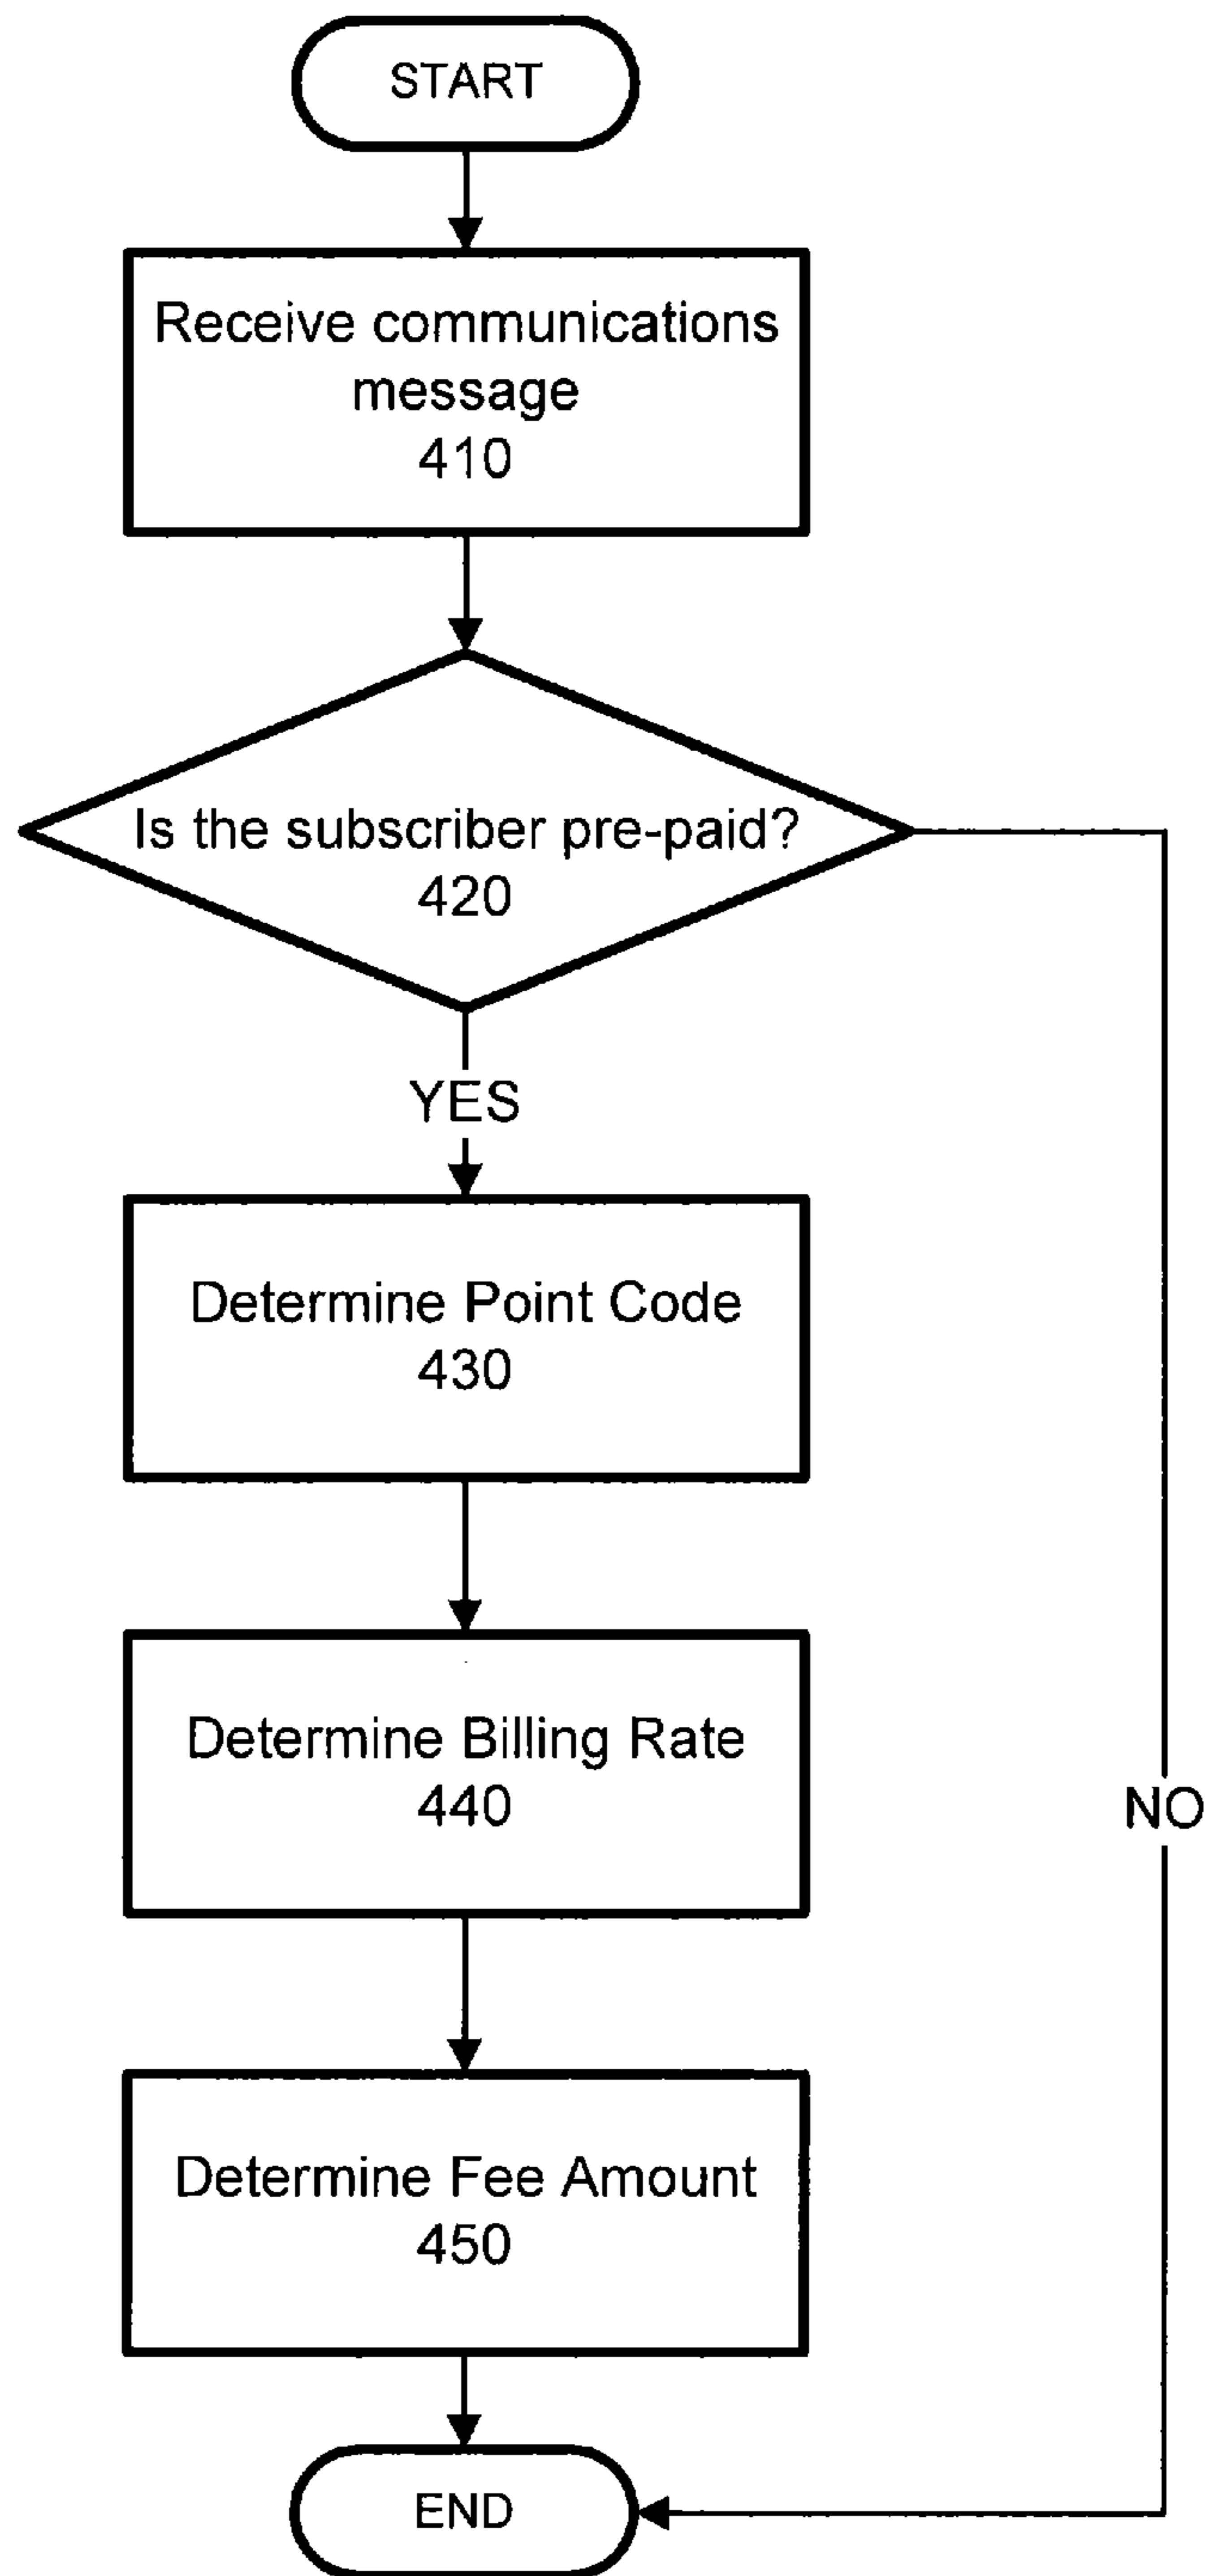 START
Receive communications
message
410
Is the subscriber pre-paid?
420
YES
Determine Point Code
430
Determine Billing Rate
440
NO
Determine Fee Amount
450
END